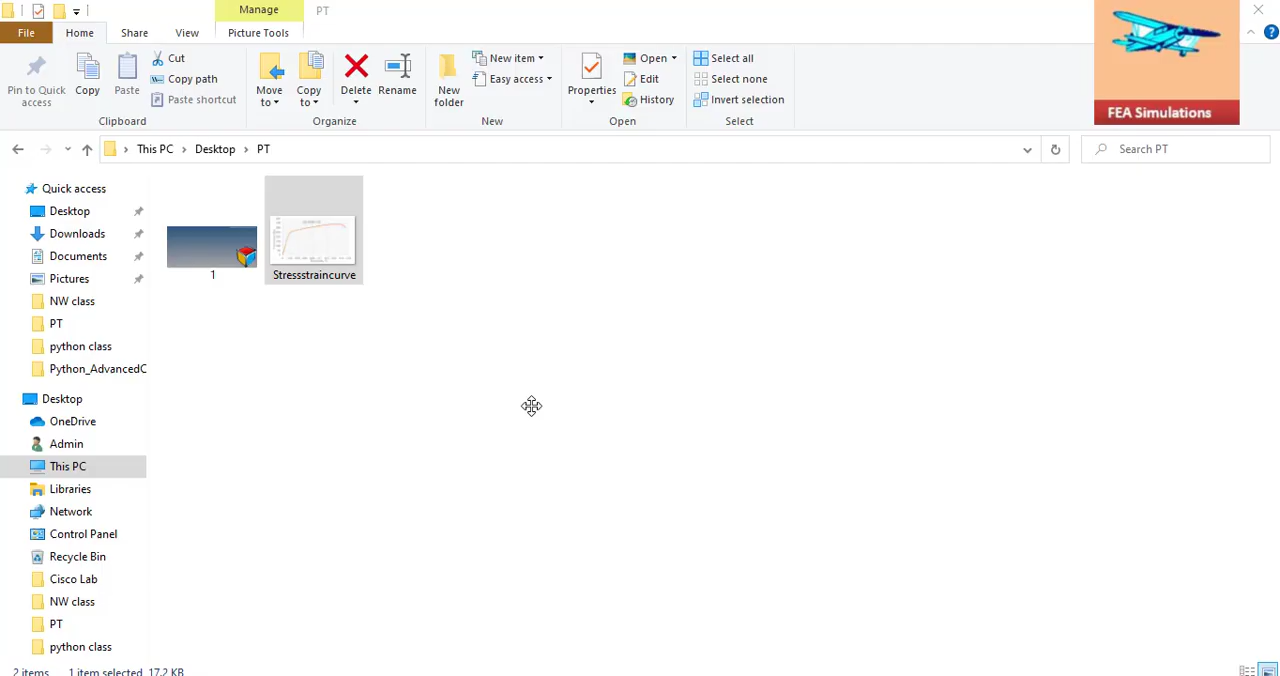 Manage
PT
File
Home
Share
View
Picture Tools
Pin to Quick access
Copy
Paste
Cut
Copy path
Paste shortcut
Clipboard
Move to
Copy to
Delete
Rename
Organize
New folder
New item
Easy access
New
Properties
Open
Edit
History
Open
Select all
Select none
Invert selection
Select
FEA Simulations
This PC
Desktop
PT
Search PT
Quick access
Desktop
Downloads
Documents
Pictures
NW class
PT
python class
Python_AdvancedC
Desktop
OneDrive
Admin
This PC
Libraries
Network
Control Panel
Recycle Bin
Cisco Lab
NW class
PT
python class
1
Stressstraincurve
2 items
1 item selected 17.2 KB